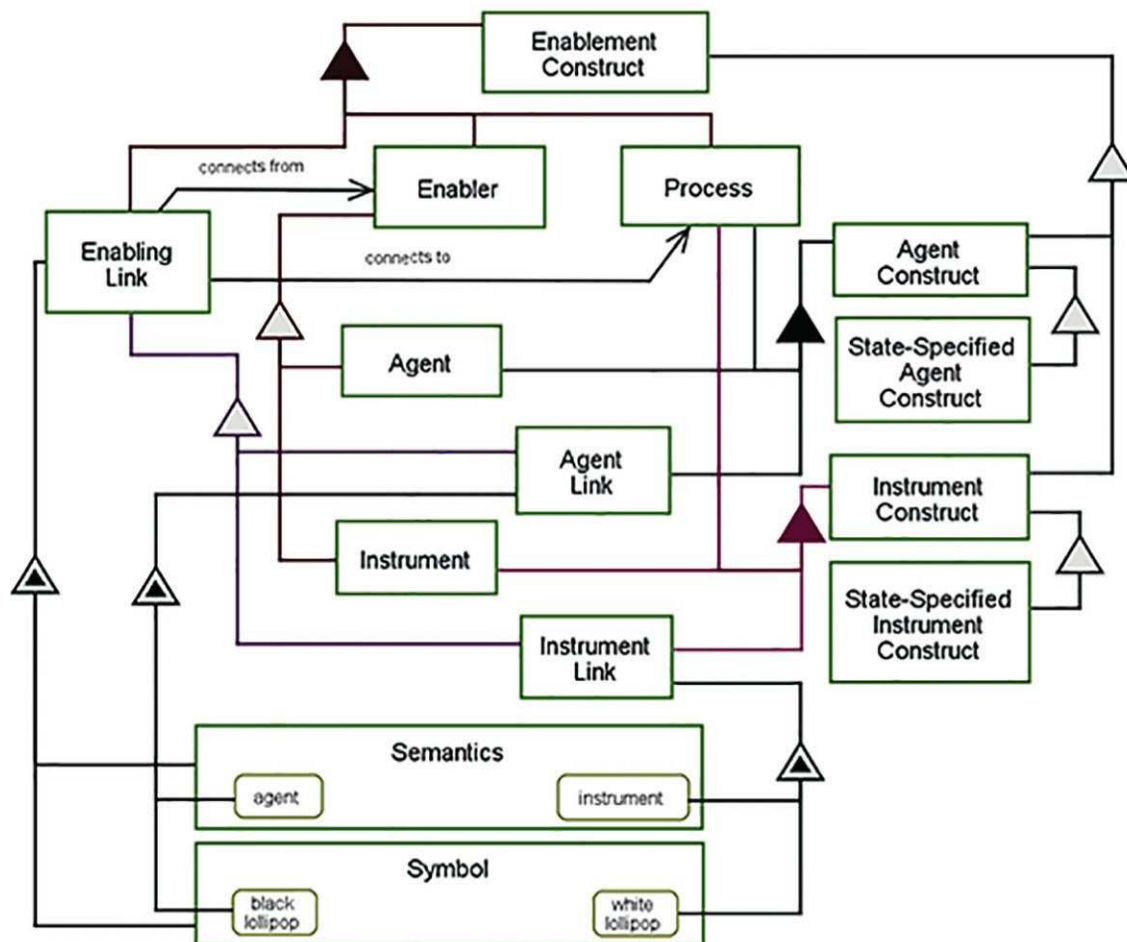 Enablement
Construct
connects from
Enabler
Process
Enabling
Link
connects to
Agent
Construct
Agent
State-Specified
Agent
Construct
Agent
Link
Instrument
Construct
Instrument
State-Specified
Instrument
Construct
Instrument
Link
Semantics
agent
instrument
Symbol
black
lollipop
white
lollipop